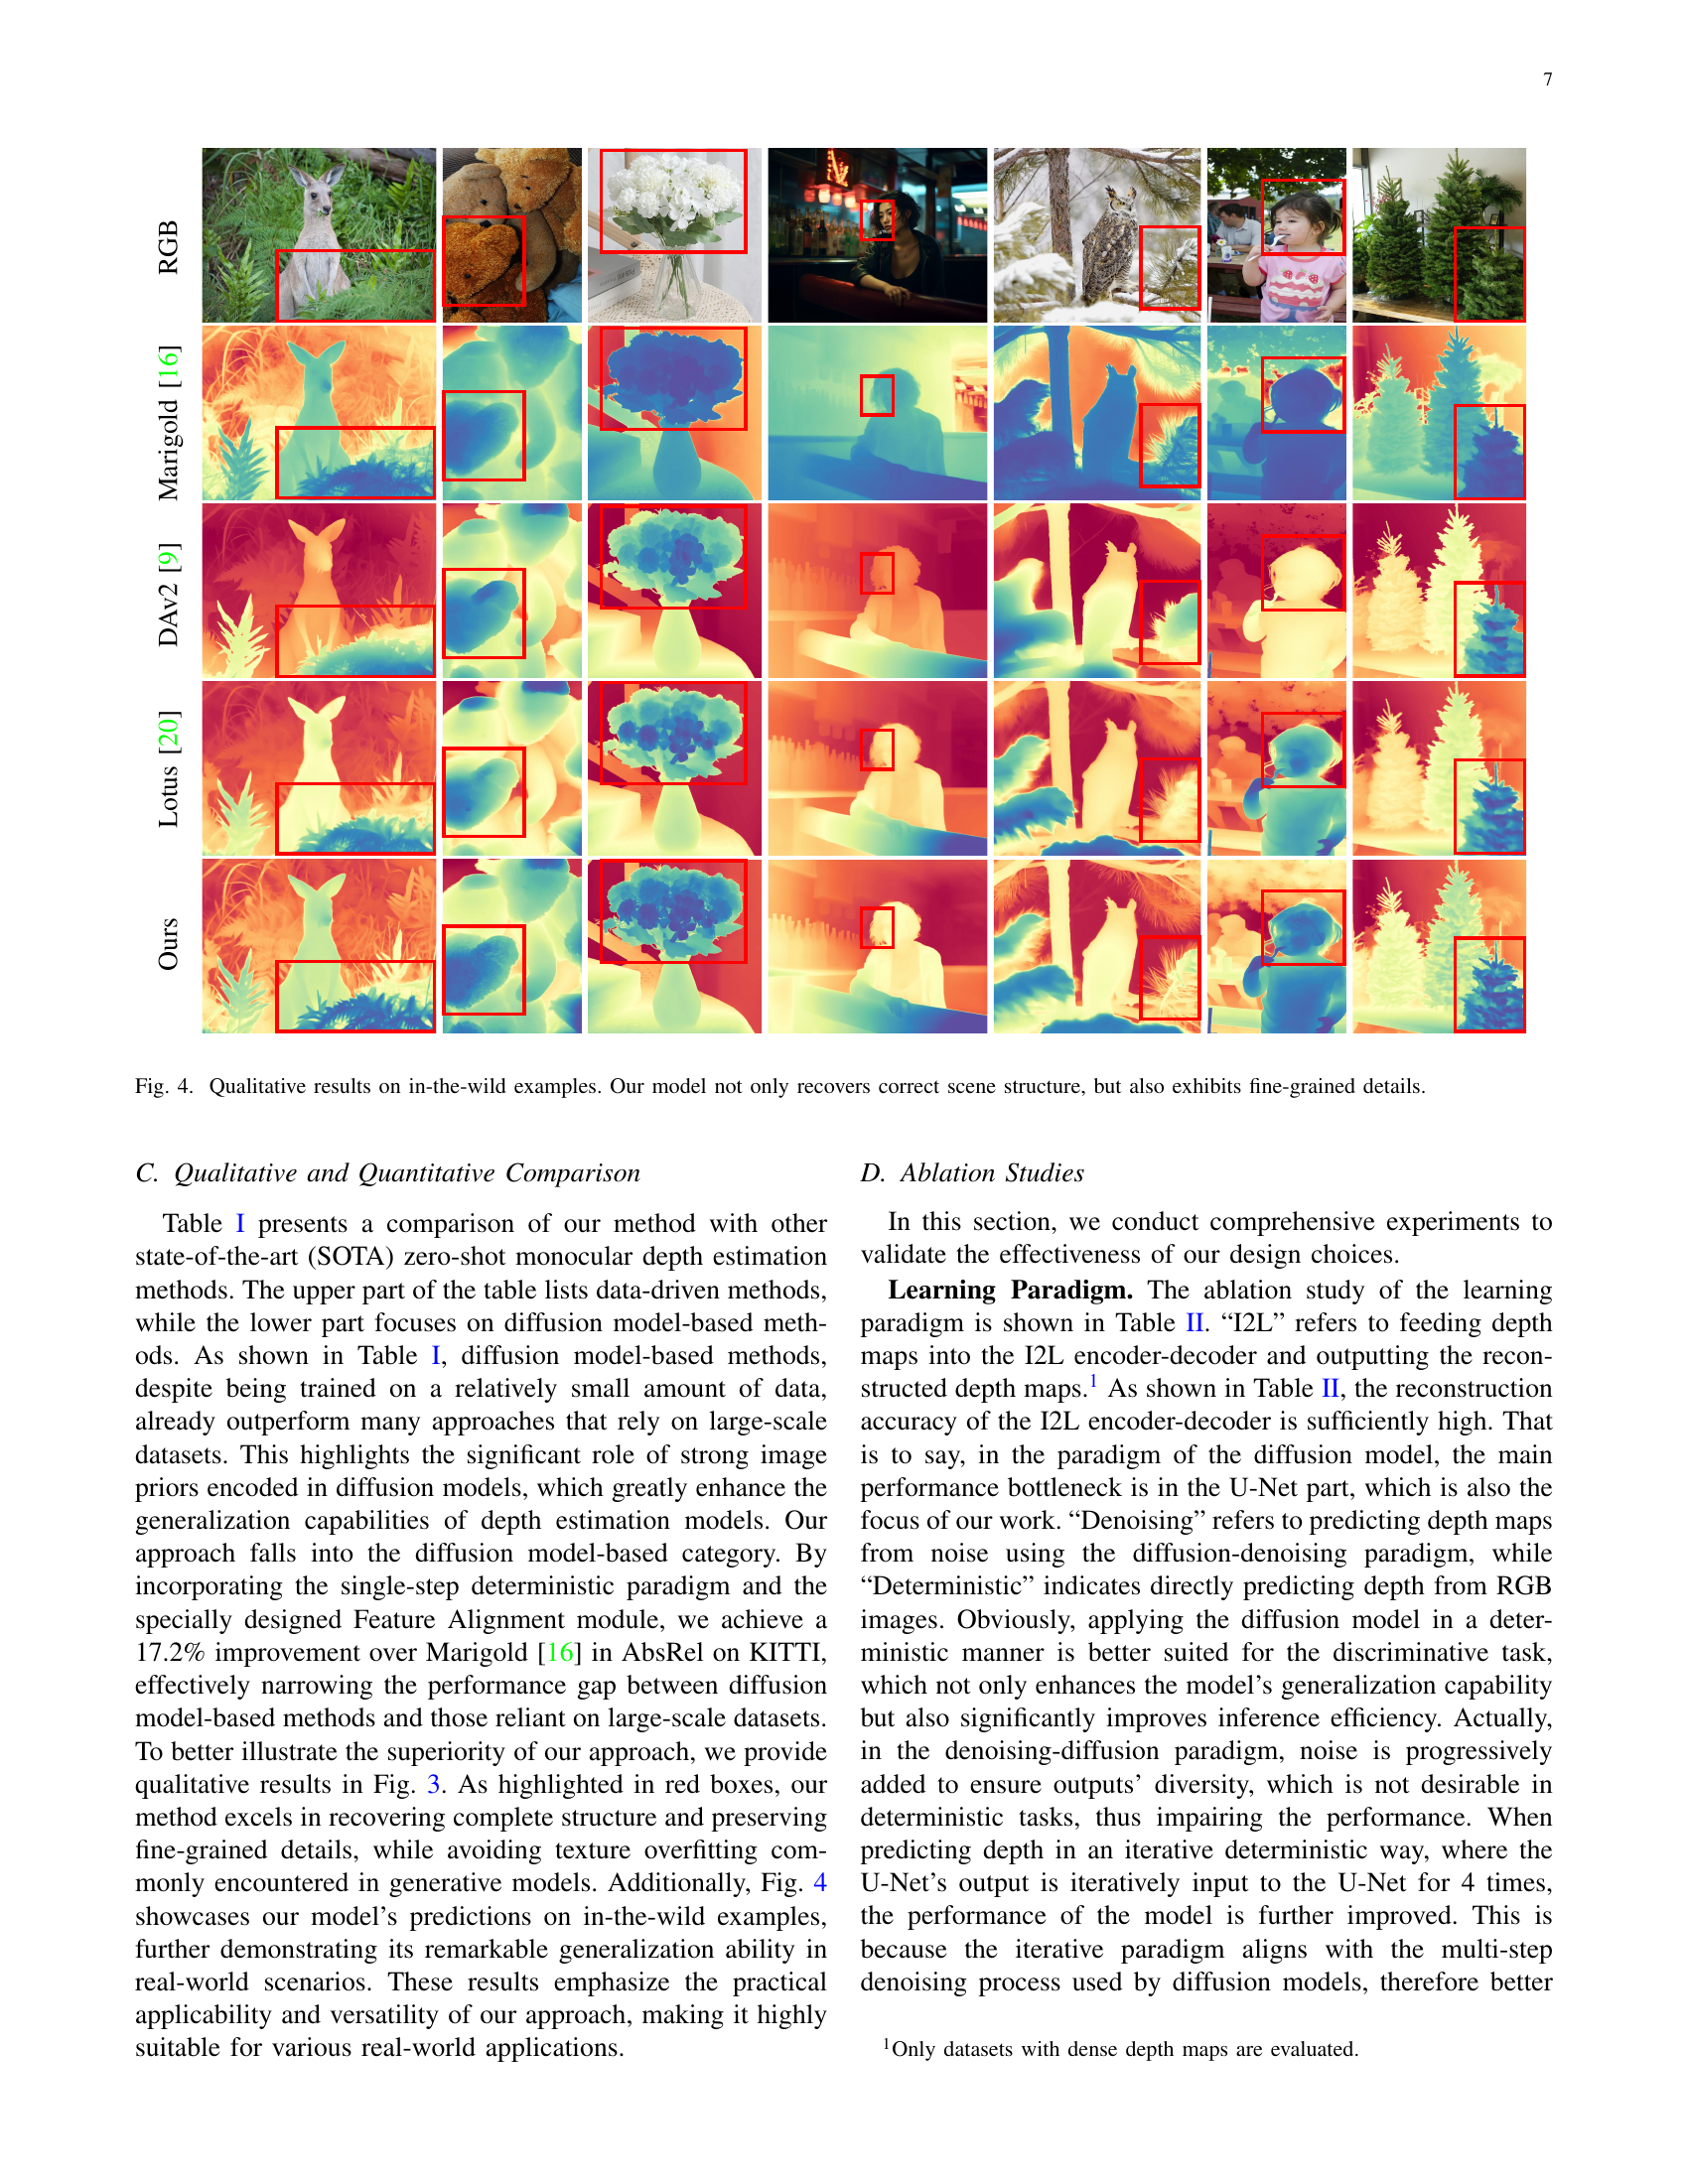 7
RGB
Marigold [16]
DAv2 [9]
Lotus [20]
Ours
Fig. 4. Qualitative results on in-the-wild examples. Our model not only recovers correct scene structure, but also exhibits fine-grained details.
C. Qualitative and Quantitative Comparison
Table I presents a comparison of our method with other
state-of-the-art (SOTA) zero-shot monocular depth estimation
methods. The upper part of the table lists data-driven methods,
while the lower part focuses on diffusion model-based meth-
ods. As shown in Table I, diffusion model-based methods,
despite being trained on a relatively small amount of data,
already outperform many approaches that rely on large-scale
datasets. This highlights the significant role of strong image
priors encoded in diffusion models, which greatly enhance the
generalization capabilities of depth estimation models. Our
approach falls into the diffusion model-based category. By
incorporating the single-step deterministic paradigm and the
specially designed Feature Alignment module, we achieve a
17.2% improvement over Marigold [16] in AbsRel on KITTI,
effectively narrowing the performance gap between diffusion
model-based methods and those reliant on large-scale datasets.
To better illustrate the superiority of our approach, we provide
qualitative results in Fig. 3. As highlighted in red boxes, our
method excels in recovering complete structure and preserving
fine-grained details, while avoiding texture overfitting com-
monly encountered in generative models. Additionally, Fig. 4
showcases our model's predictions on in-the-wild examples,
further demonstrating its remarkable generalization ability in
real-world scenarios. These results emphasize the practical
applicability and versatility of our approach, making it highly
suitable for various real-world applications.
D. Ablation Studies
In this section, we conduct comprehensive experiments to
validate the effectiveness of our design choices.
Learning Paradigm. The ablation study of the learning
paradigm is shown in Table II. “I2L” refers to feeding depth
maps into the I2L encoder-decoder and outputting the recon-
structed depth maps.¹ As shown in Table II, the reconstruction
accuracy of the I2L encoder-decoder is sufficiently high. That
is to say, in the paradigm of the diffusion model, the main
performance bottleneck is in the U-Net part, which is also the
focus of our work. “Denoising” refers to predicting depth maps
from noise using the diffusion-denoising paradigm, while
“Deterministic” indicates directly predicting depth from RGB
images. Obviously, applying the diffusion model in a deter-
ministic manner is better suited for the discriminative task,
which not only enhances the model's generalization capability
but also significantly improves inference efficiency. Actually,
in the denoising-diffusion paradigm, noise is progressively
added to ensure outputs' diversity, which is not desirable in
deterministic tasks, thus impairing the performance. When
predicting depth in an iterative deterministic way, where the
U-Net's output is iteratively input to the U-Net for 4 times,
the performance of the model is further improved. This is
because the iterative paradigm aligns with the multi-step
denoising process used by diffusion models, therefore better
¹Only datasets with dense depth maps are evaluated.